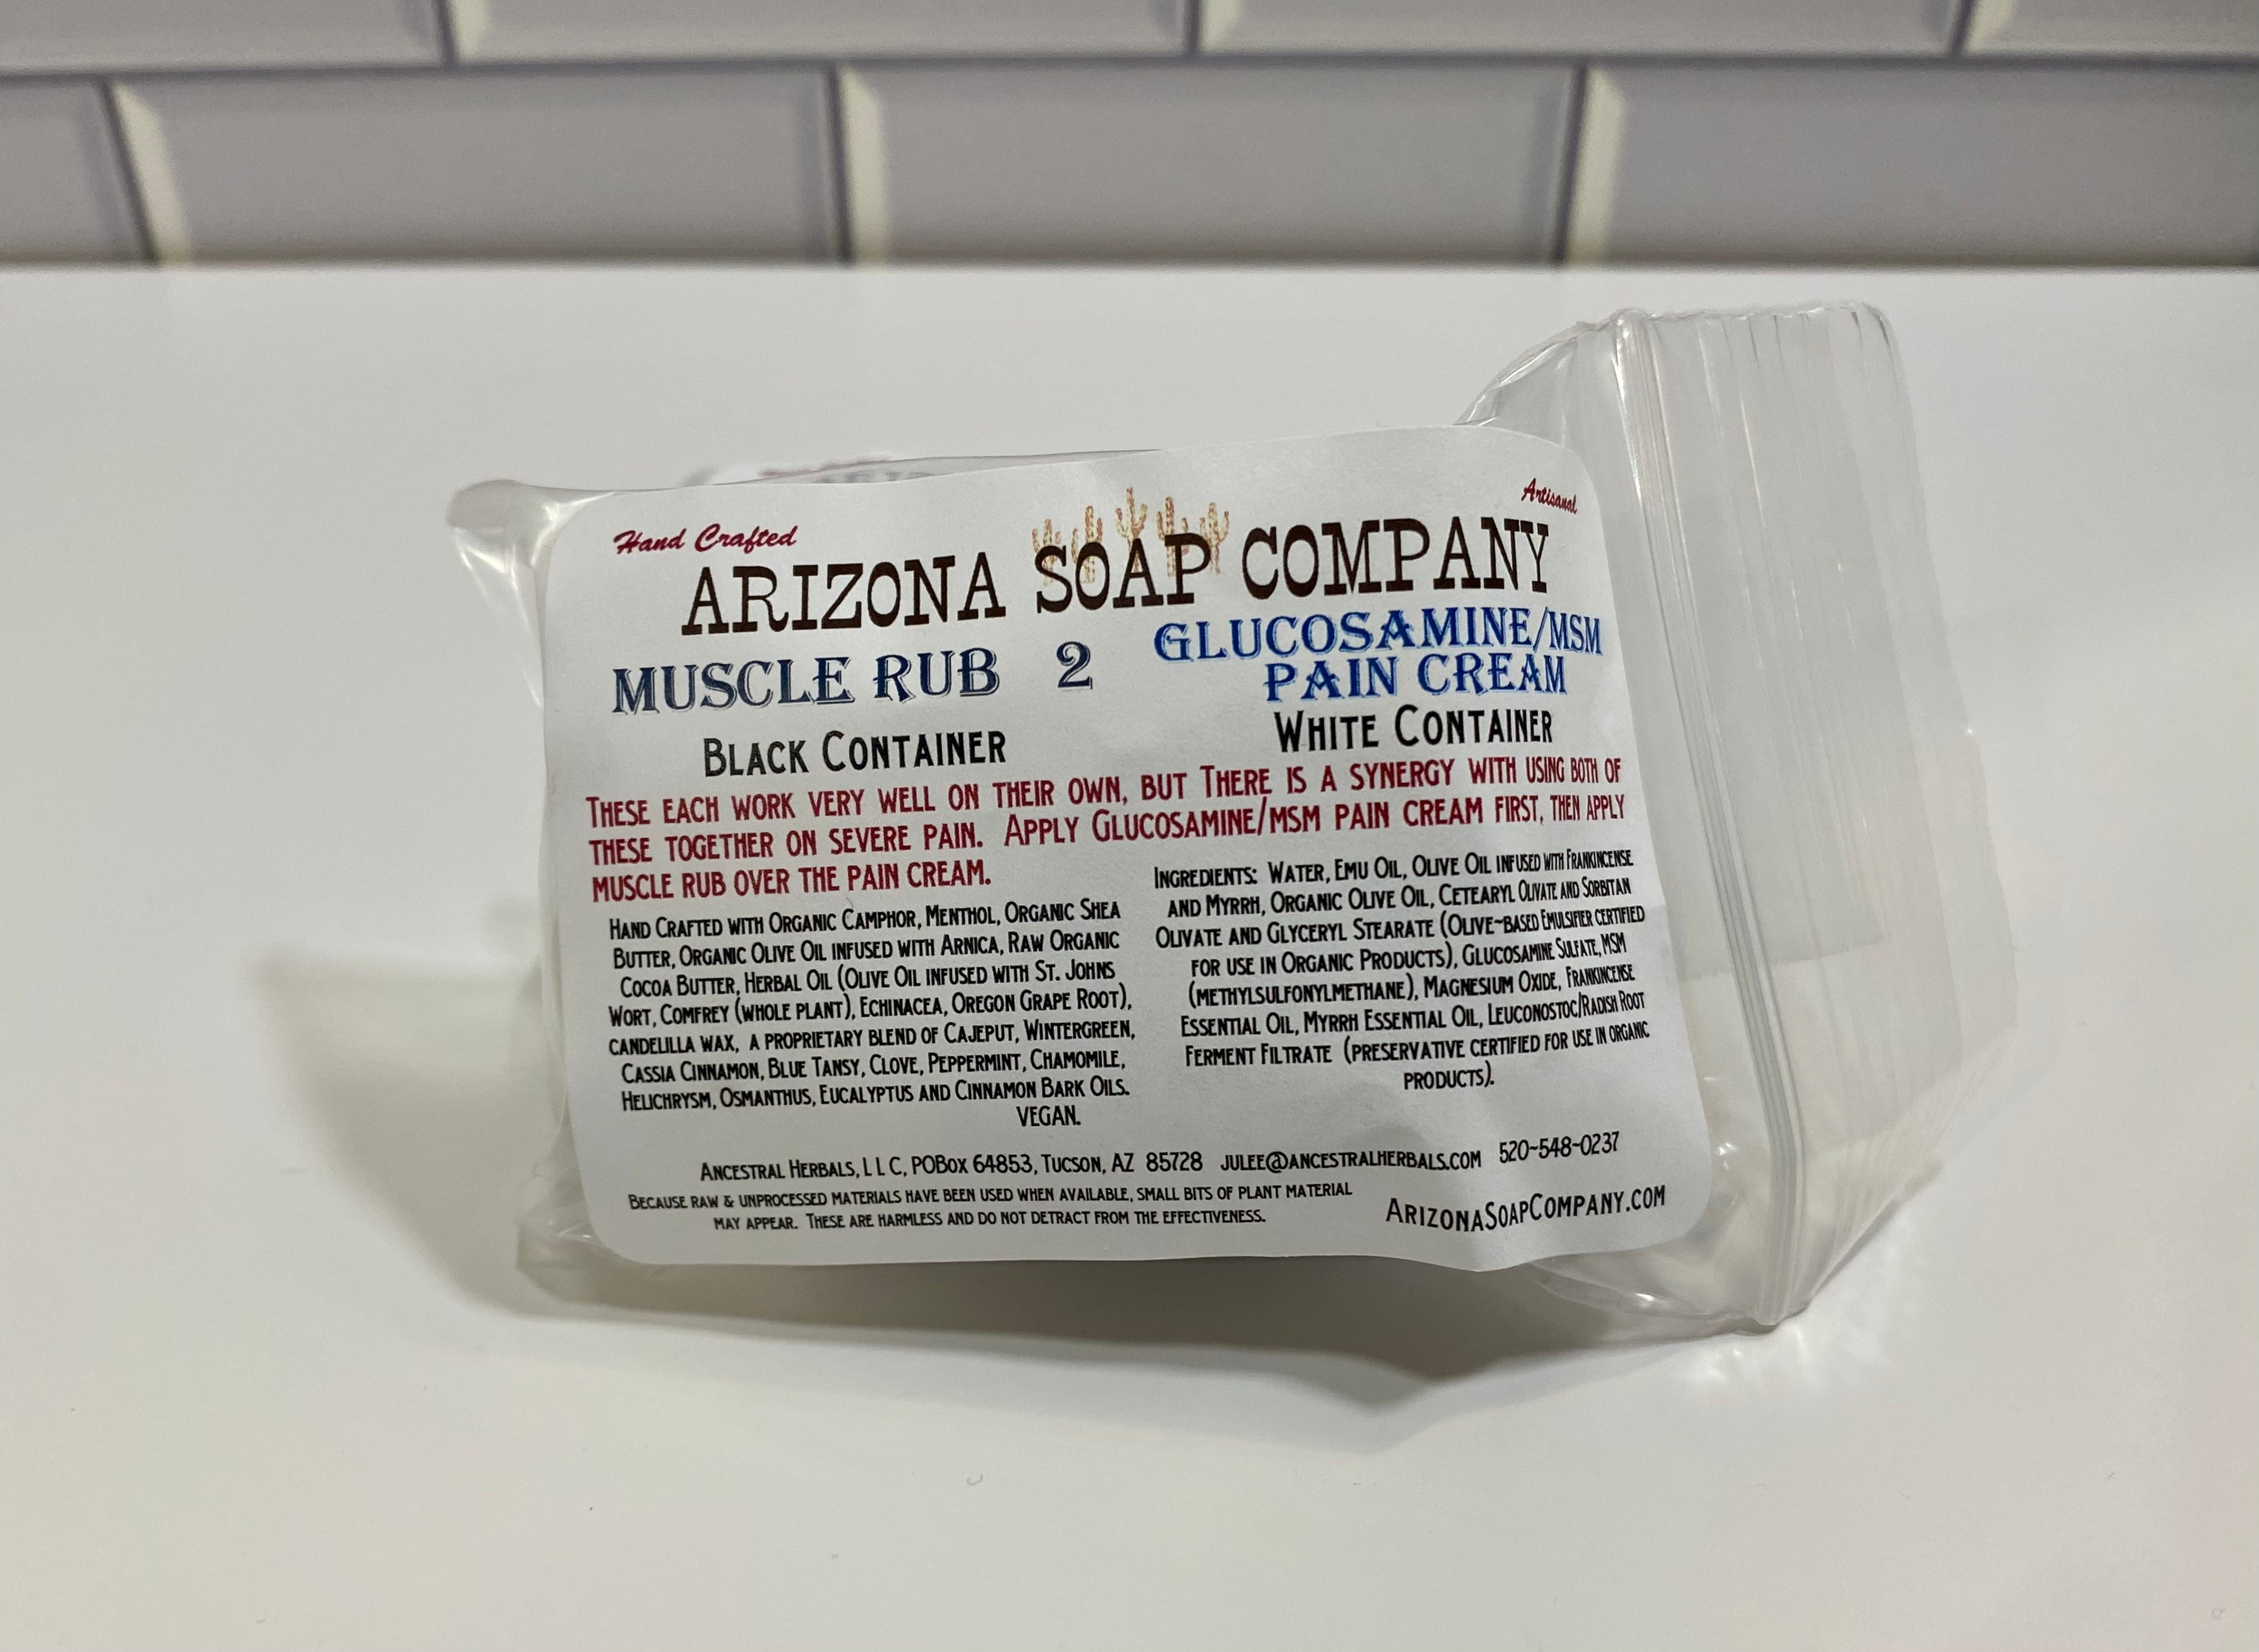 Hand Crafted
Artisanal
ARIZONA SOAP COMPANY
MUSCLE RUB 2
GLUCOSAMINE/MSM
PAIN CREAM
BLACK CONTAINER
WHITE CONTAINER
THESE EACH WORK VERY WELL ON THEIR OWN, BUT THERE IS A SYNERGY WITH USING BOTH OF
THESE TOGETHER ON SEVERE PAIN. APPLY GLUCOSAMINE/MSM PAIN CREAM FIRST, THEN APPLY
MUSCLE RUB OVER THE PAIN CREAM.
HAND CRAFTED WITH ORGANIC CAMPHOR, MENTHOL, ORGANIC SHEA
BUTTER, ORGANIC OLIVE OIL INFUSED WITH ARNICA, RAW ORGANIC
COCOA BUTTER, HERBAL OIL (OLIVE OIL INFUSED WITH ST. JOHNS
WORT, COMFREY (WHOLE PLANT), ECHINACEA, OREGON GRAPE ROOT),
CANDELILLA WAX, A PROPRIETARY BLEND OF CAJEPUT, WINTERGREEN,
CASSIA CINNAMON, BLUE TANSY, CLOVE, PEPPERMINT, CHAMOMILE,
HELICHRYSM, OSMANTHUS, EUCALYPTUS AND CINNAMON BARK OILS.
VEGAN.
INGREDIENTS: WATER, EMU OIL, OLIVE OIL INFUSED WITH FRANKINCENSE
AND MYRRH, ORGANIC OLIVE OIL, CETEARYL OLIVATE AND SORBITAN
OLIVATE AND GLYCERYL STEARATE (OLIVE~BASED EMULSIFIER CERTIFIED
FOR USE IN ORGANIC PRODUCTS), GLUCOSAMINE SULFATE, MSM
(METHYLSULFONYLMETHANE), MAGNESIUM OXIDE, FRANKINCENSE
ESSENTIAL OIL, MYRRH ESSENTIAL OIL, LEUCONOSTOC/RADISH ROOT
FERMENT FILTRATE (PRESERVATIVE CERTIFIED FOR USE IN ORGANIC
PRODUCTS).
ANCESTRAL HERBALS, L L C, POBOX 64853, TUCSON, AZ 85728 JULEE@ANCESTRALHERBALS.COM 520~548~0237
BECAUSE RAW & UNPROCESSED MATERIALS HAVE BEEN USED WHEN AVAILABLE, SMALL BITS OF PLANT MATERIAL
MAY APPEAR. THESE ARE HARMLESS AND DO NOT DETRACT FROM THE EFFECTIVENESS.
ARIZONASOAPCOMPANY.COM